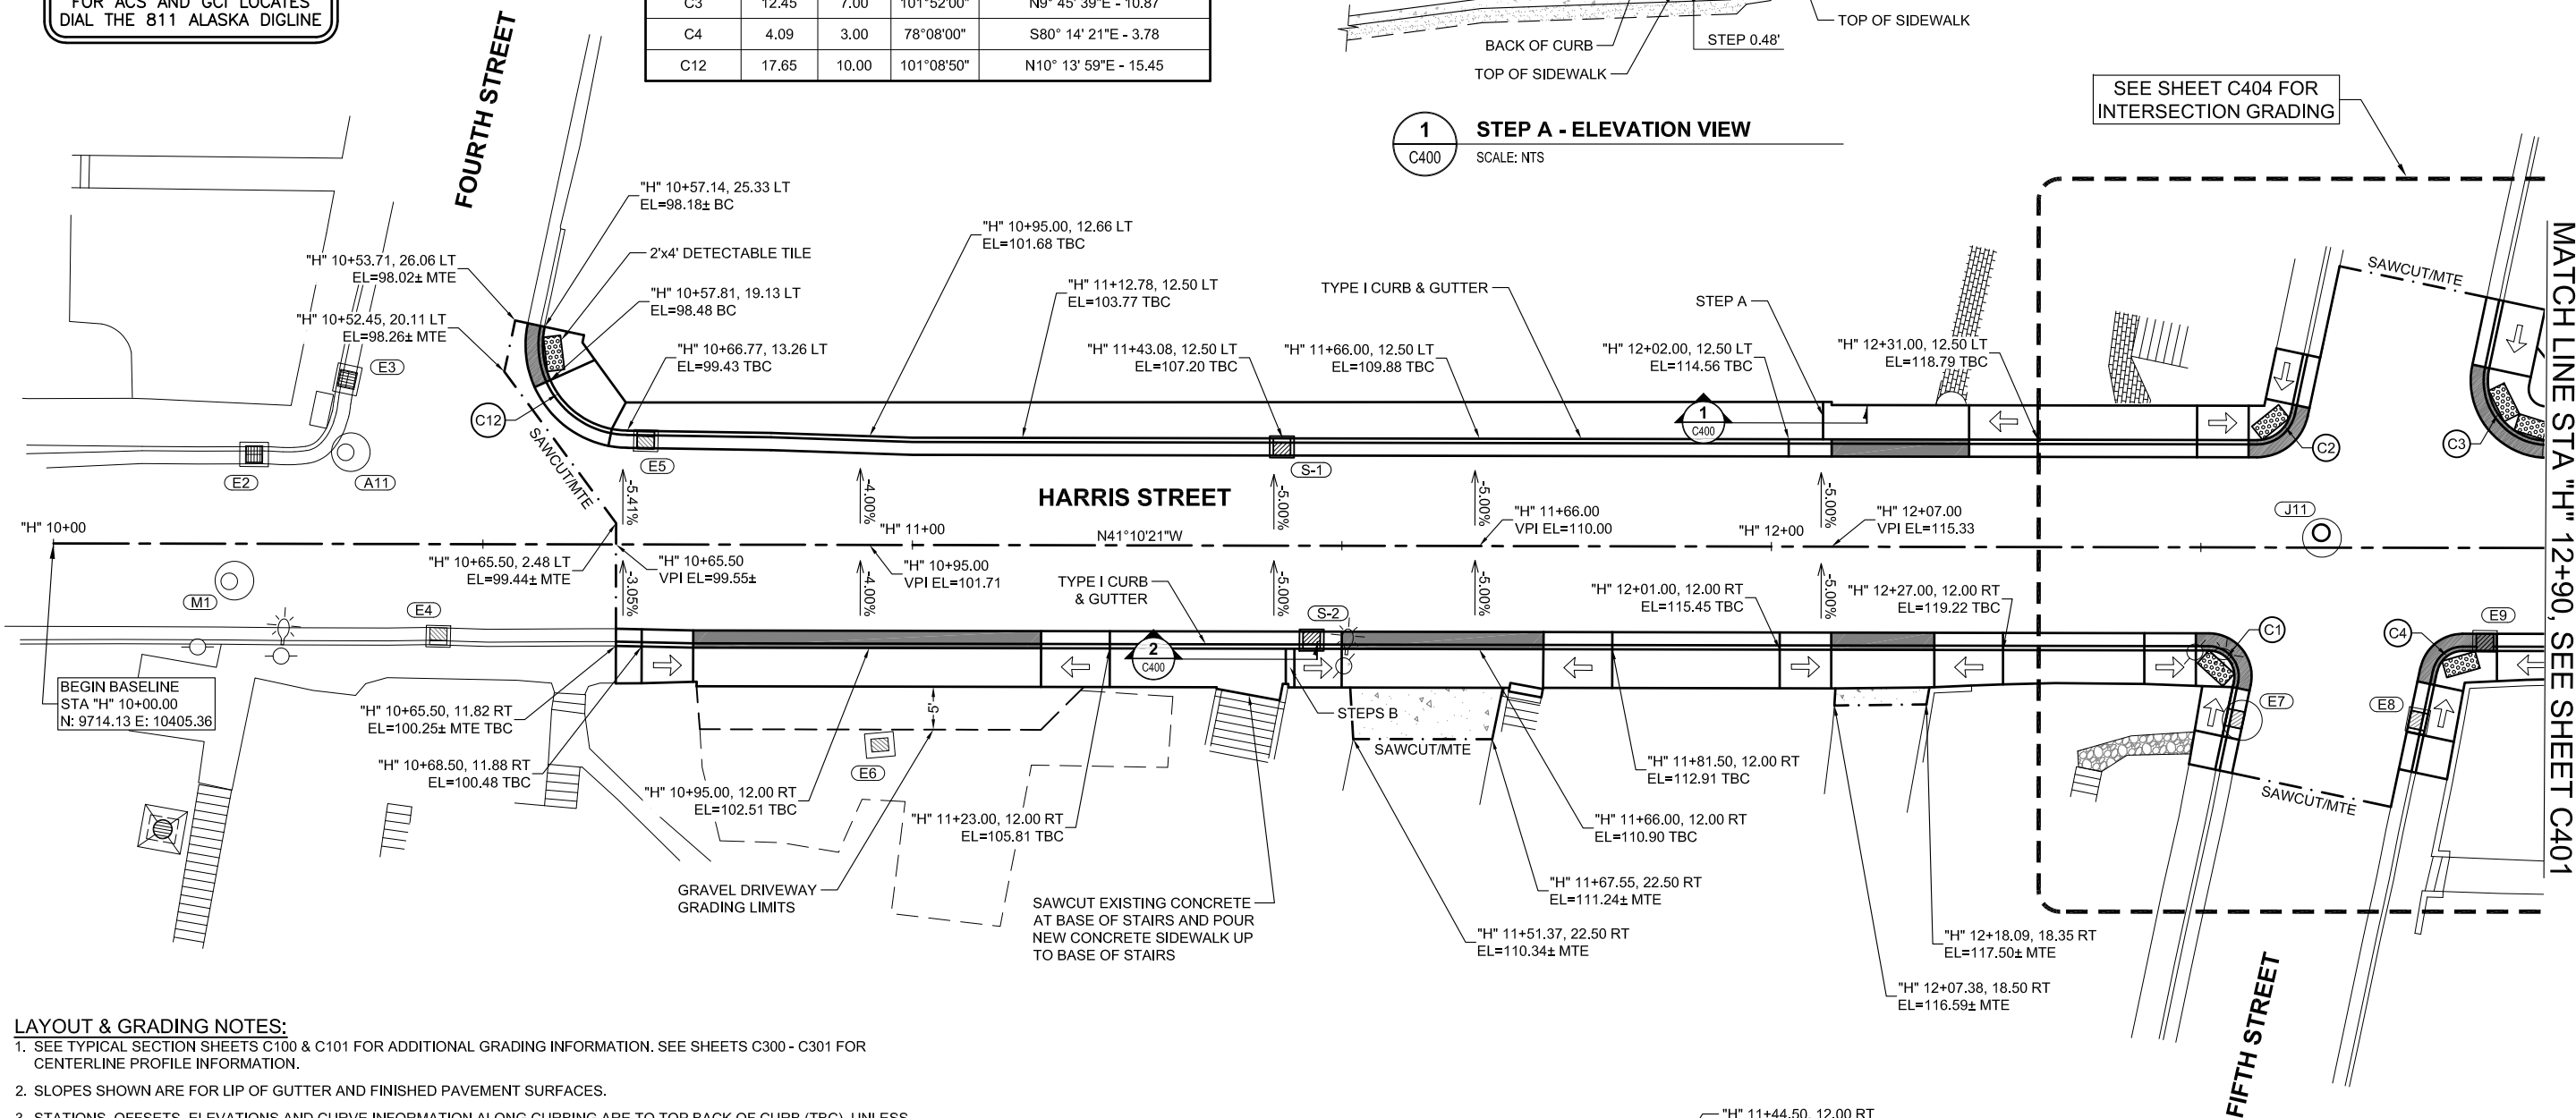 FOR ACS AND GCI LOCATES
DIAL THE 811 ALASKA DIGLINE
C3 12.45 7.00 101°52'00" N9° 45' 39"E - 10.87
C4 4.09 3.00 78°08'00" S80° 14' 21"E - 3.78
C12 17.65 10.00 101°08'50" N10° 13' 59"E - 15.45
TOP OF SIDEWALK
BACK OF CURB
STEP 0.48'
TOP OF SIDEWALK
1
C400
STEP A - ELEVATION VIEW
SCALE: NTS
SEE SHEET C404 FOR
INTERSECTION GRADING
FOURTH STREET
"H" 10+57.14, 25.33 LT
EL=98.18± BC
2'x4' DETECTABLE TILE
"H" 10+53.71, 26.06 LT
EL=98.02± MTE
"H" 10+57.81, 19.13 LT
EL=98.48 BC
"H" 10+52.45, 20.11 LT
EL=98.26± MTE
"H" 10+66.77, 13.26 LT
EL=99.43 TBC
"H" 10+95.00, 12.66 LT
EL=101.68 TBC
"H" 11+12.78, 12.50 LT
EL=103.77 TBC
"H" 11+43.08, 12.50 LT
EL=107.20 TBC
TYPE I CURB & GUTTER
"H" 11+66.00, 12.50 LT
EL=109.88 TBC
STEP A
"H" 12+02.00, 12.50 LT
EL=114.56 TBC
"H" 12+31.00, 12.50 LT
EL=118.79 TBC
SAWCUT/MTE
MATCH LINE STA "H" 12+90, SEE SHEET C401
E3
C12
SAWCUT/MTE
E2
A11
E5
S-1
1
C400
C2
C3
-5.41%
-4.00%
-5.00%
-5.00%
-5.00%
HARRIS STREET
"H" 10+00
"H" 11+00
N41°10'21"W
"H" 11+66.00
VPI EL=110.00
"H" 12+00
"H" 12+07.00
VPI EL=115.33
J11
"H" 10+65.50, 2.48 LT
EL=99.44± MTE
"H" 10+65.50
VPI EL=99.55±
"H" 10+95.00
VPI EL=101.71
-3.05%
-4.00%
-5.00%
-5.00%
-5.00%
M1
E4
TYPE I CURB
& GUTTER
S-2
"H" 12+01.00, 12.00 RT
EL=115.45 TBC
"H" 12+27.00, 12.00 RT
EL=119.22 TBC
C1
C4
E9
2
C400
BEGIN BASELINE
STA "H" 10+00.00
N: 9714.13 E: 10405.36
"H" 10+65.50, 11.82 RT
EL=100.25± MTE TBC
5'
STEPS B
SAWCUT/MTE
E7
E8
"H" 10+68.50, 11.88 RT
EL=100.48 TBC
E6
"H" 10+95.00, 12.00 RT
EL=102.51 TBC
"H" 11+23.00, 12.00 RT
EL=105.81 TBC
"H" 11+81.50, 12.00 RT
EL=112.91 TBC
"H" 11+66.00, 12.00 RT
EL=110.90 TBC
SAWCUT/MTE
GRAVEL DRIVEWAY
GRADING LIMITS
SAWCUT EXISTING CONCRETE
AT BASE OF STAIRS AND POUR
NEW CONCRETE SIDEWALK UP
TO BASE OF STAIRS
"H" 11+67.55, 22.50 RT
EL=111.24± MTE
"H" 11+51.37, 22.50 RT
EL=110.34± MTE
"H" 12+18.09, 18.35 RT
EL=117.50± MTE
"H" 12+07.38, 18.50 RT
EL=116.59± MTE
FIFTH STREET
LAYOUT & GRADING NOTES:
1. SEE TYPICAL SECTION SHEETS C100 & C101 FOR ADDITIONAL GRADING INFORMATION. SEE SHEETS C300 - C301 FOR
CENTERLINE PROFILE INFORMATION.
2. SLOPES SHOWN ARE FOR LIP OF GUTTER AND FINISHED PAVEMENT SURFACES.
3. STATIONS, OFFSETS, ELEVATIONS AND CURVE INFORMATION ALONG CURBING ARE TO TOP BACK OF CURB (TBC), UNLESS
"H" 11+44.50, 12.00 RT